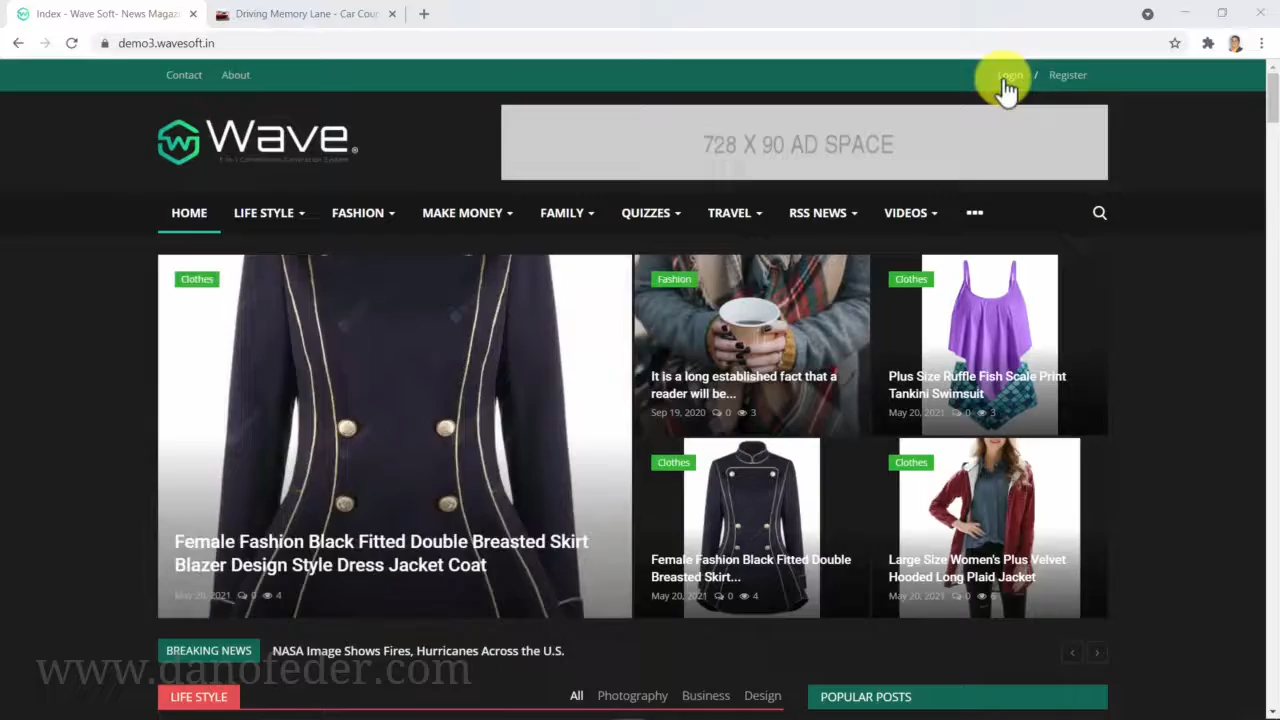 Index - Wave Soft- News Magaz
Driving Memory Lane - Car Cour
demo3.wavesoft.in
Contact About
Login / Register
Wave
728 X 90 AD SPACE
HOME LIFE STYLE FASHION MAKE MONEY FAMILY QUIZZES TRAVEL RSS NEWS VIDEOS
Clothes
Female Fashion Black Fitted Double Breasted Skirt
Blazer Design Style Dress Jacket Coat
May 20, 2021 0 4
Fashion
It is a long established fact that a
reader will be...
Sep 19, 2020 0 3
Clothes
Plus Size Ruffle Fish Scale Print
Tankini Swimsuit
May 20, 2021 0 3
Clothes
Female Fashion Black Fitted Double
Breasted Skirt...
May 20, 2021 0 4
Clothes
Large Size Women's Plus Velvet
Hooded Long Plaid Jacket
May 20, 2021 0 6
BREAKING NEWS NASA Image Shows Fires, Hurricanes Across the U.S.
www.danofeder.com
LIFE STYLE All Photography Business Design
POPULAR POSTS